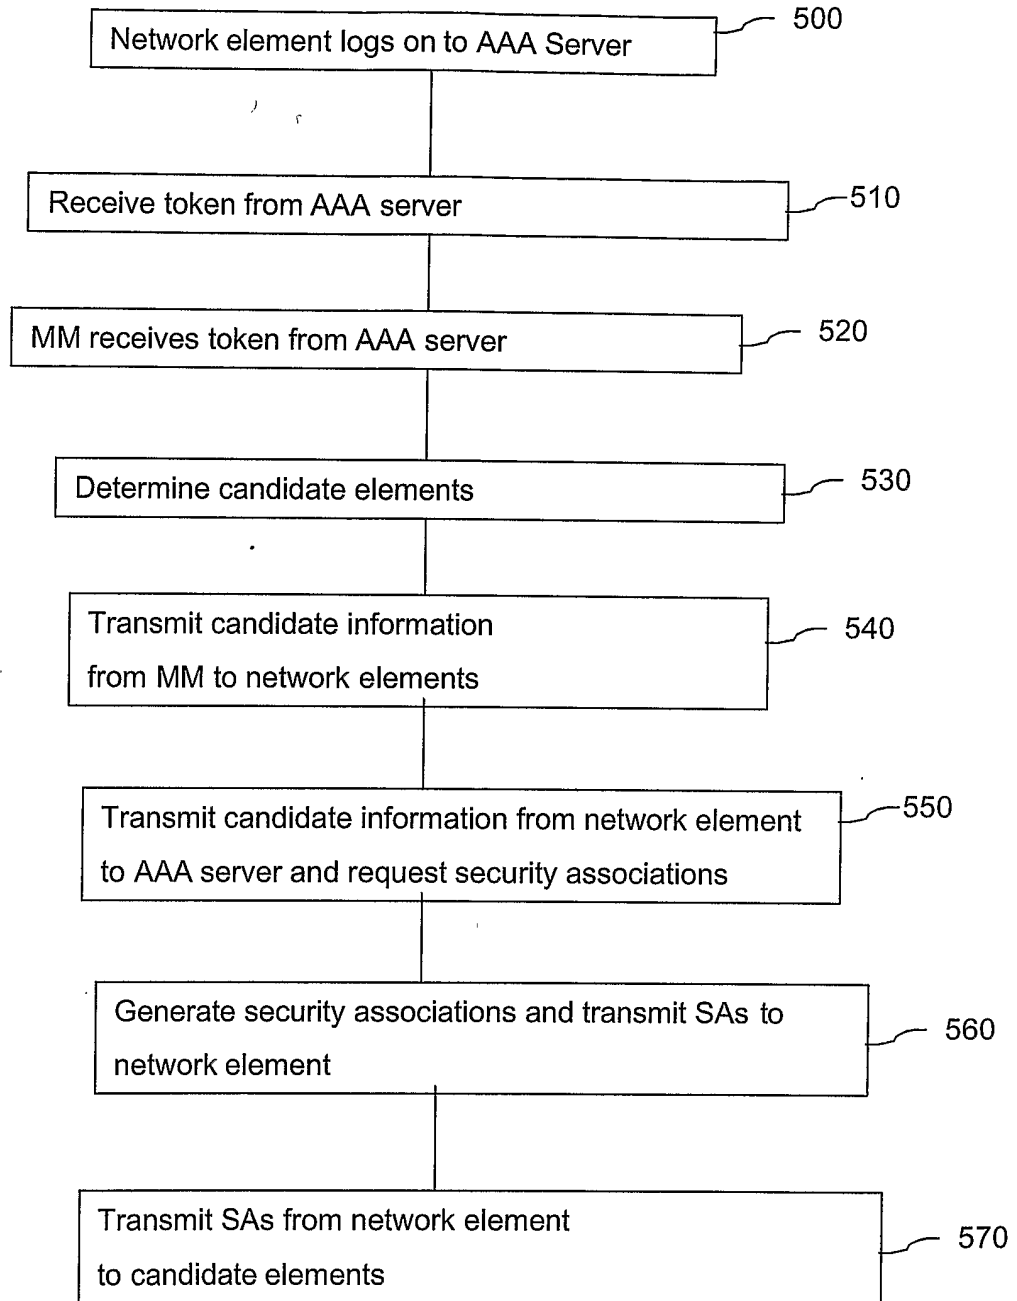 Network element logs on to AAA Server
500
Receive token from AAA server
510
MM receives token from AAA server
520
Determine candidate elements
530
Transmit candidate information
from MM to network elements
540
Transmit candidate information from network element
to AAA server and request security associations
550
Generate security associations and transmit SAs to
network element
560
Transmit SAs from network element
to candidate elements
570